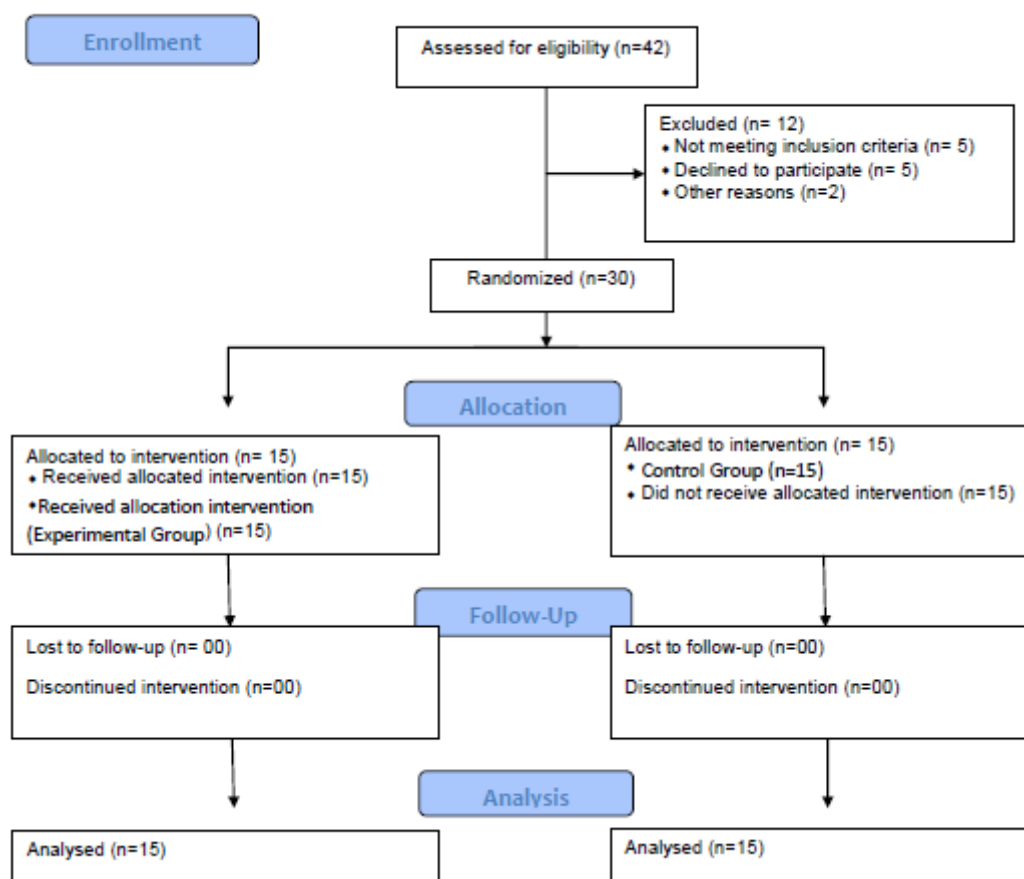 Enrollment
Assessed for eligibility (n=42)
Excluded (n= 12)
• Not meeting inclusion criteria (n= 5)
• Declined to participate (n= 5)
• Other reasons (n=2)
Randomized (n=30)
Allocation
Allocated to intervention (n= 15)
• Received allocated intervention (n=15)
•Received allocation intervention
(Experimental Group) (n=15)
Allocated to intervention (n= 15)
• Control Group (n=15)
• Did not receive allocated intervention (n=15)
Follow-Up
Lost to follow-up (n= 00)
Discontinued intervention (n=00)
Lost to follow-up (n=00)
Discontinued intervention (n=00)
Analysis
Analysed (n=15)
Analysed (n=15)